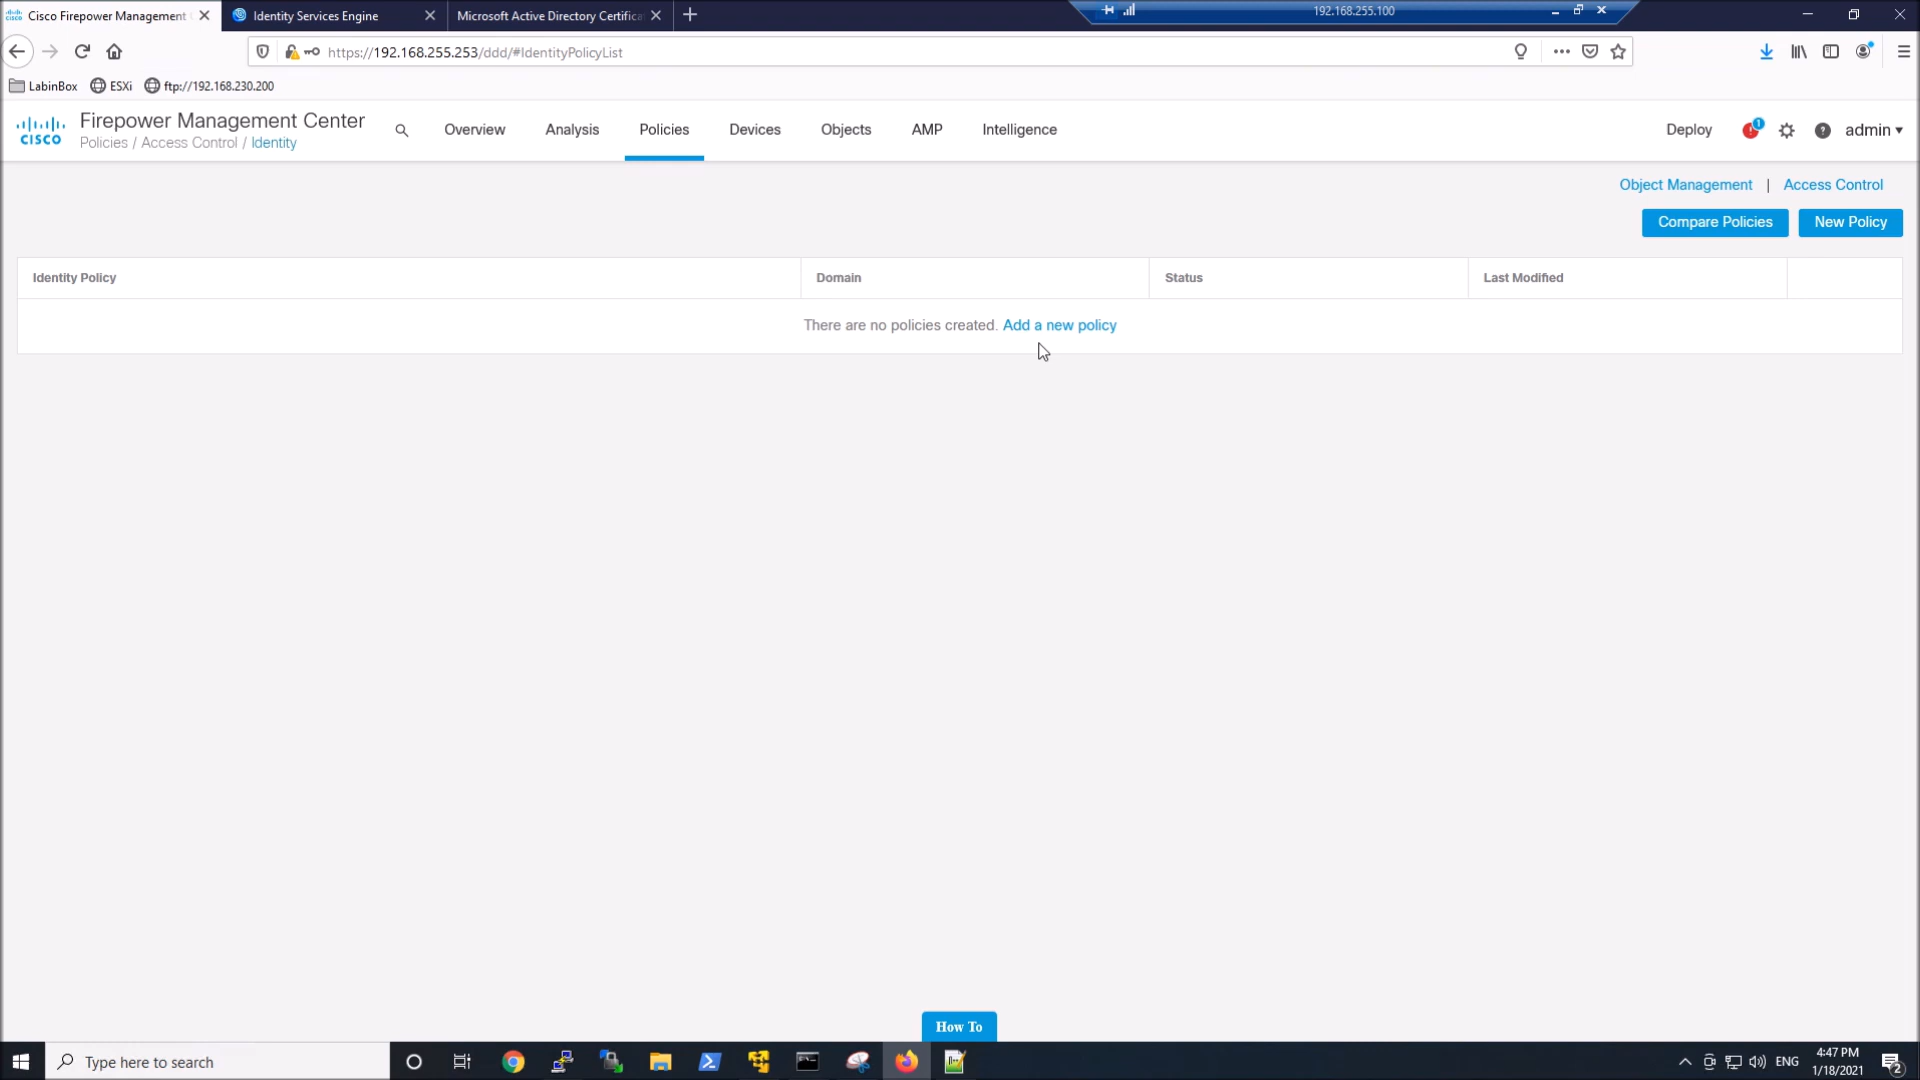 Cisco Firepower Management
Identity Services Engine
Microsoft Active Directory Certifica
192.168.255.100
https://192.168.255.253/ddd/#IdentityPolicyList
LabinBox
ESXi
ftp://192.168.230.200
CISCO
Firepower Management Center
Policies / Access Control / Identity
Overview
Analysis
Policies
Devices
Objects
AMP
Intelligence
Deploy
1
admin
Object Management | Access Control
Compare Policies
New Policy
Identity Policy
Domain
Status
Last Modified
There are no policies created. Add a new policy
How To
Type here to search
ENG
4:47 PM
1/18/2021
2